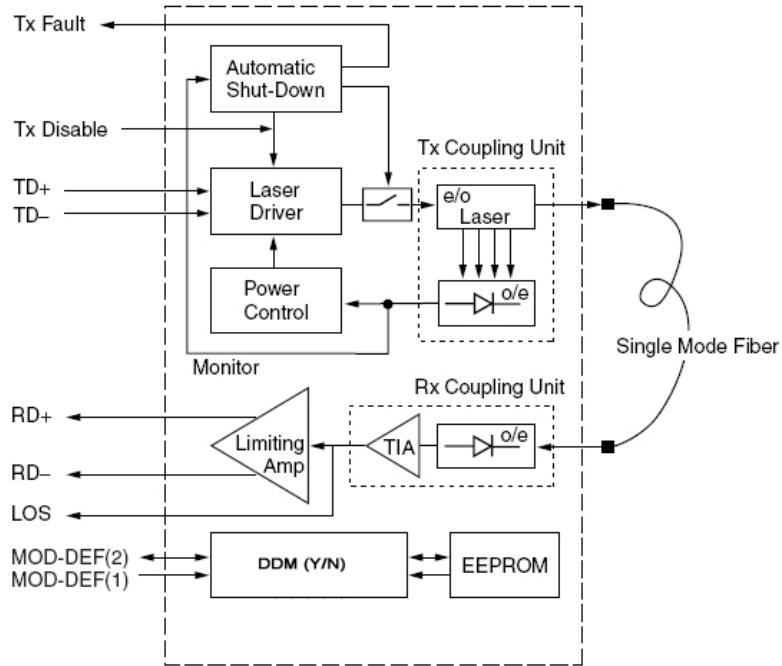 Tx Fault
Automatic
Shut-Down
Tx Disable
Tx Coupling Unit
TD+
TD–
Laser
Driver
e/o
Laser
Power
Control
o/e
Monitor
Single Mode Fiber
Rx Coupling Unit
RD+
RD–
Limiting
Amp
TIA
o/e
LOS
MOD-DEF(2)
MOD-DEF(1)
DDM (Y/N)
EEPROM